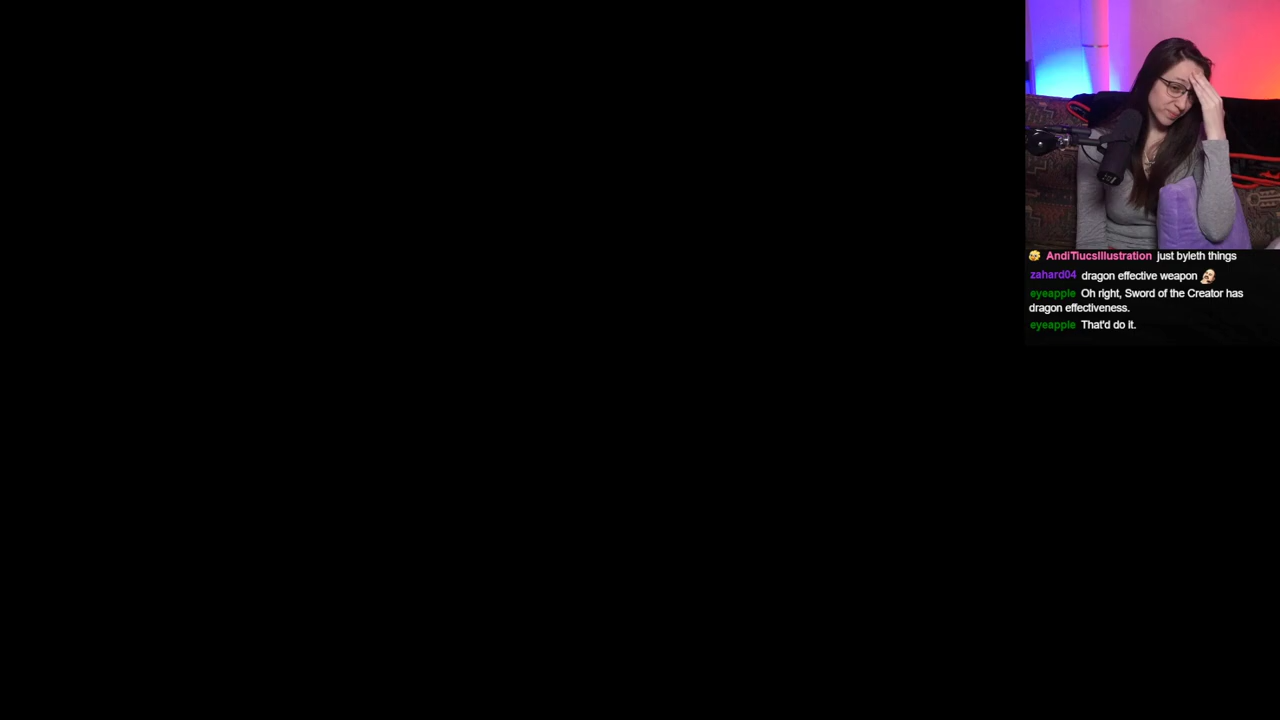 AndiTiucsIllustration just byleth things
zahard04 dragon effective weapon
eyeapple Oh right, Sword of the Creator has
dragon effectiveness.
eyeapple That'd do it.